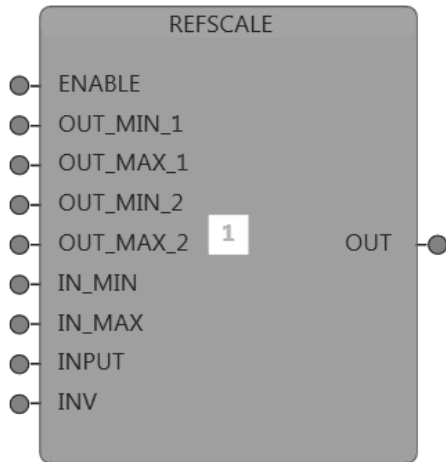 REFSCALE
ENABLE
OUT_MIN_1
OUT_MAX_1
OUT_MIN_2
OUT_MAX_2 1 OUT
IN_MIN
IN_MAX
INPUT
INV